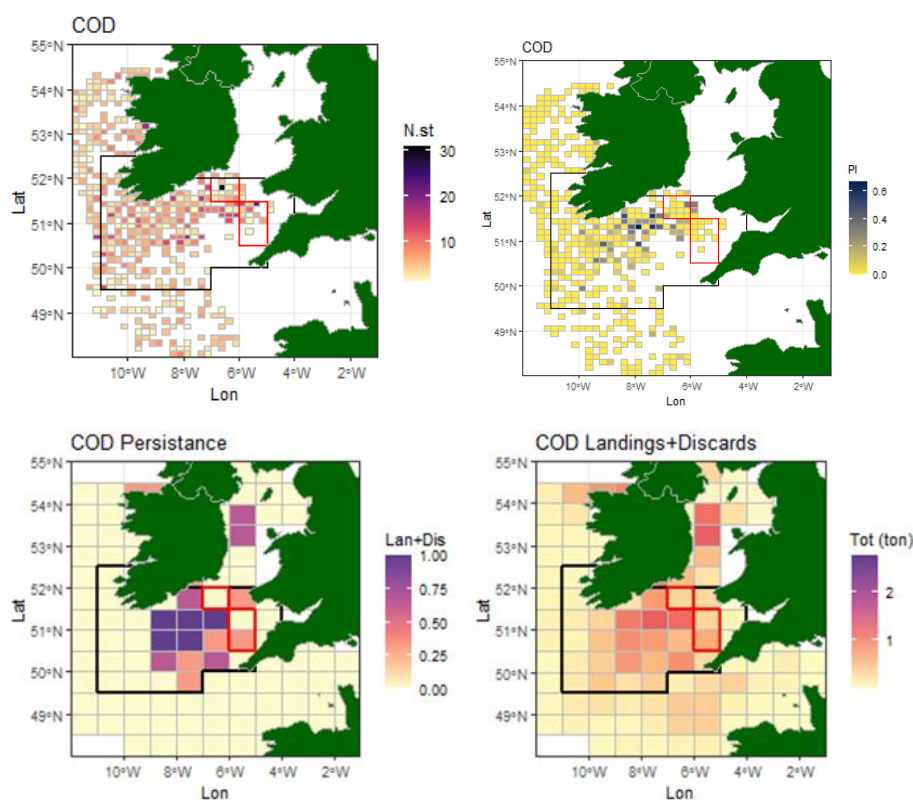 COD
55°N
54°N
53°N
52°N
51°N
50°N
49°N
Lat
10°W
8°W
6°W
4°W
2°W
Lon
N.st
30
20
10
COD
55°N
54°N
53°N
52°N
51°N
50°N
49°N
Lat
10°W
8°W
6°W
4°W
2°W
Lon
PI
0.6
0.4
0.2
0.0
COD Persistance
55°N
54°N
53°N
52°N
51°N
50°N
49°N
Lat
10°W
8°W
6°W
4°W
2°W
Lon
Lan+Dis
1.00
0.75
0.50
0.25
0.00
COD Landings+Discards
55°N
54°N
53°N
52°N
51°N
50°N
49°N
Lat
10°W
8°W
6°W
4°W
2°W
Lon
Tot (ton)
2
1